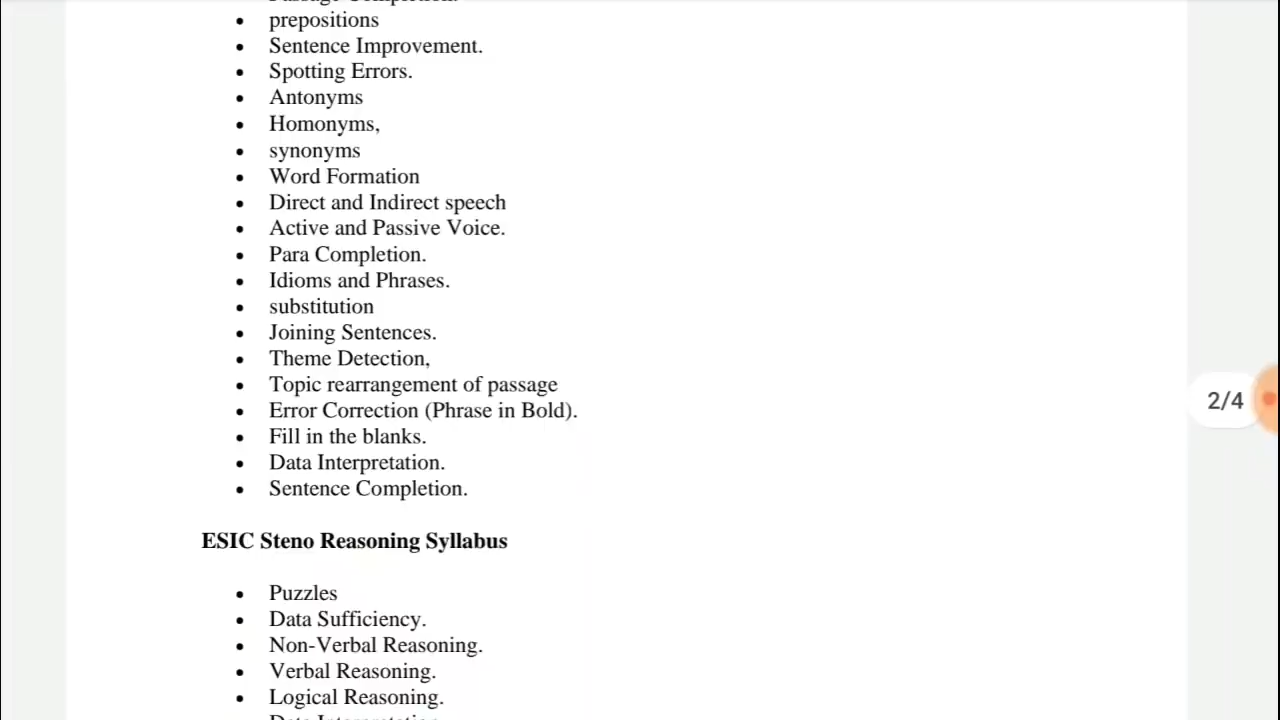 • prepositions
• Sentence Improvement.
• Spotting Errors.
• Antonyms
• Homonyms,
• synonyms
• Word Formation
• Direct and Indirect speech
• Active and Passive Voice.
• Para Completion.
• Idioms and Phrases.
• substitution
• Joining Sentences.
• Theme Detection,
• Topic rearrangement of passage
2/4
• Error Correction (Phrase in Bold).
• Fill in the blanks.
• Data Interpretation.
• Sentence Completion.
ESIC Steno Reasoning Syllabus
• Puzzles
• Data Sufficiency.
• Non-Verbal Reasoning.
• Verbal Reasoning.
• Logical Reasoning.